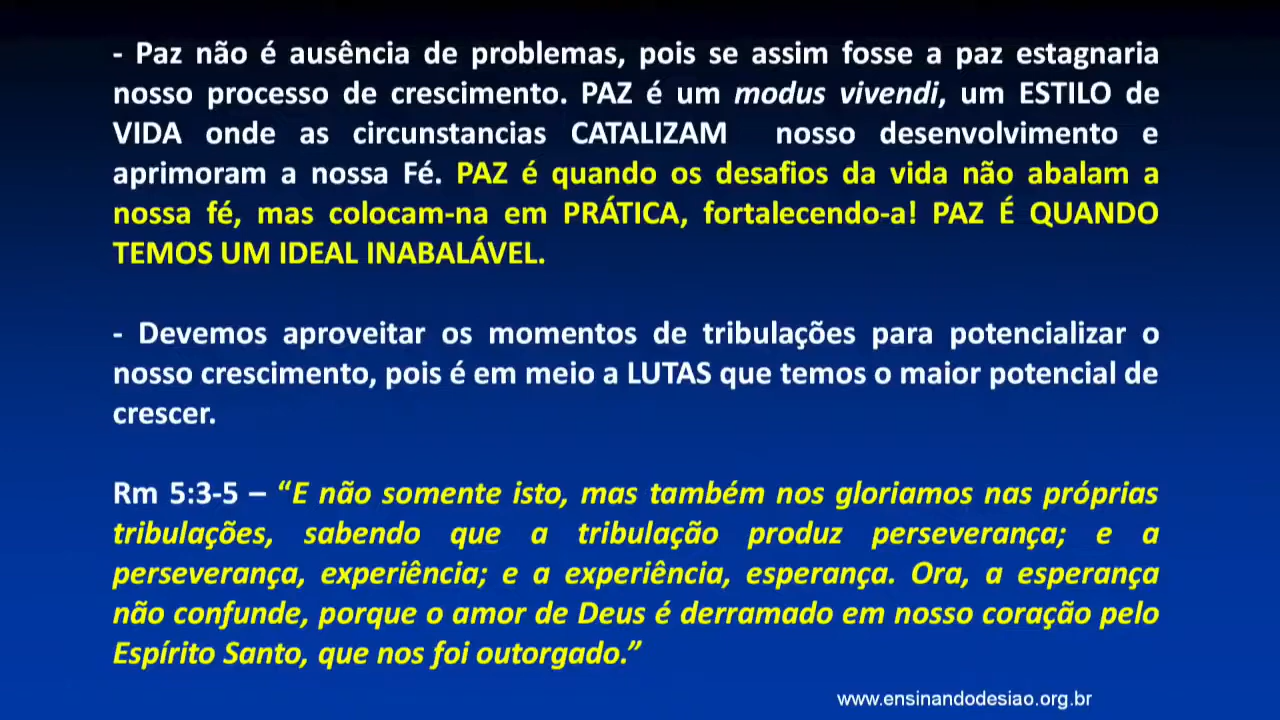 - Paz não é ausência de problemas, pois se assim fosse a paz estagnaria
nosso processo de crescimento. PAZ é um modus vivendi, um ESTILO de
VIDA onde as circunstancias CATALIZAM nosso desenvolvimento e
aprimoram a nossa Fé. PAZ é quando os desafios da vida não abalam a
nossa fé, mas colocam-na em PRÁTICA, fortalecendo-a! PAZ É QUANDO
TEMOS UM IDEAL INABALÁVEL.
- Devemos aproveitar os momentos de tribulações para potencializar o
nosso crescimento, pois é em meio a LUTAS que temos o maior potencial de
crescer.
Rm 5:3-5 – “E não somente isto, mas também nos gloriamos nas próprias
tribulações, sabendo que a tribulação produz perseverança; e a
perseverança, experiência; e a experiência, esperança. Ora, a esperança
não confunde, porque o amor de Deus é derramado em nosso coração pelo
Espírito Santo, que nos foi outorgado.”
www.ensinandodesiao.org.br